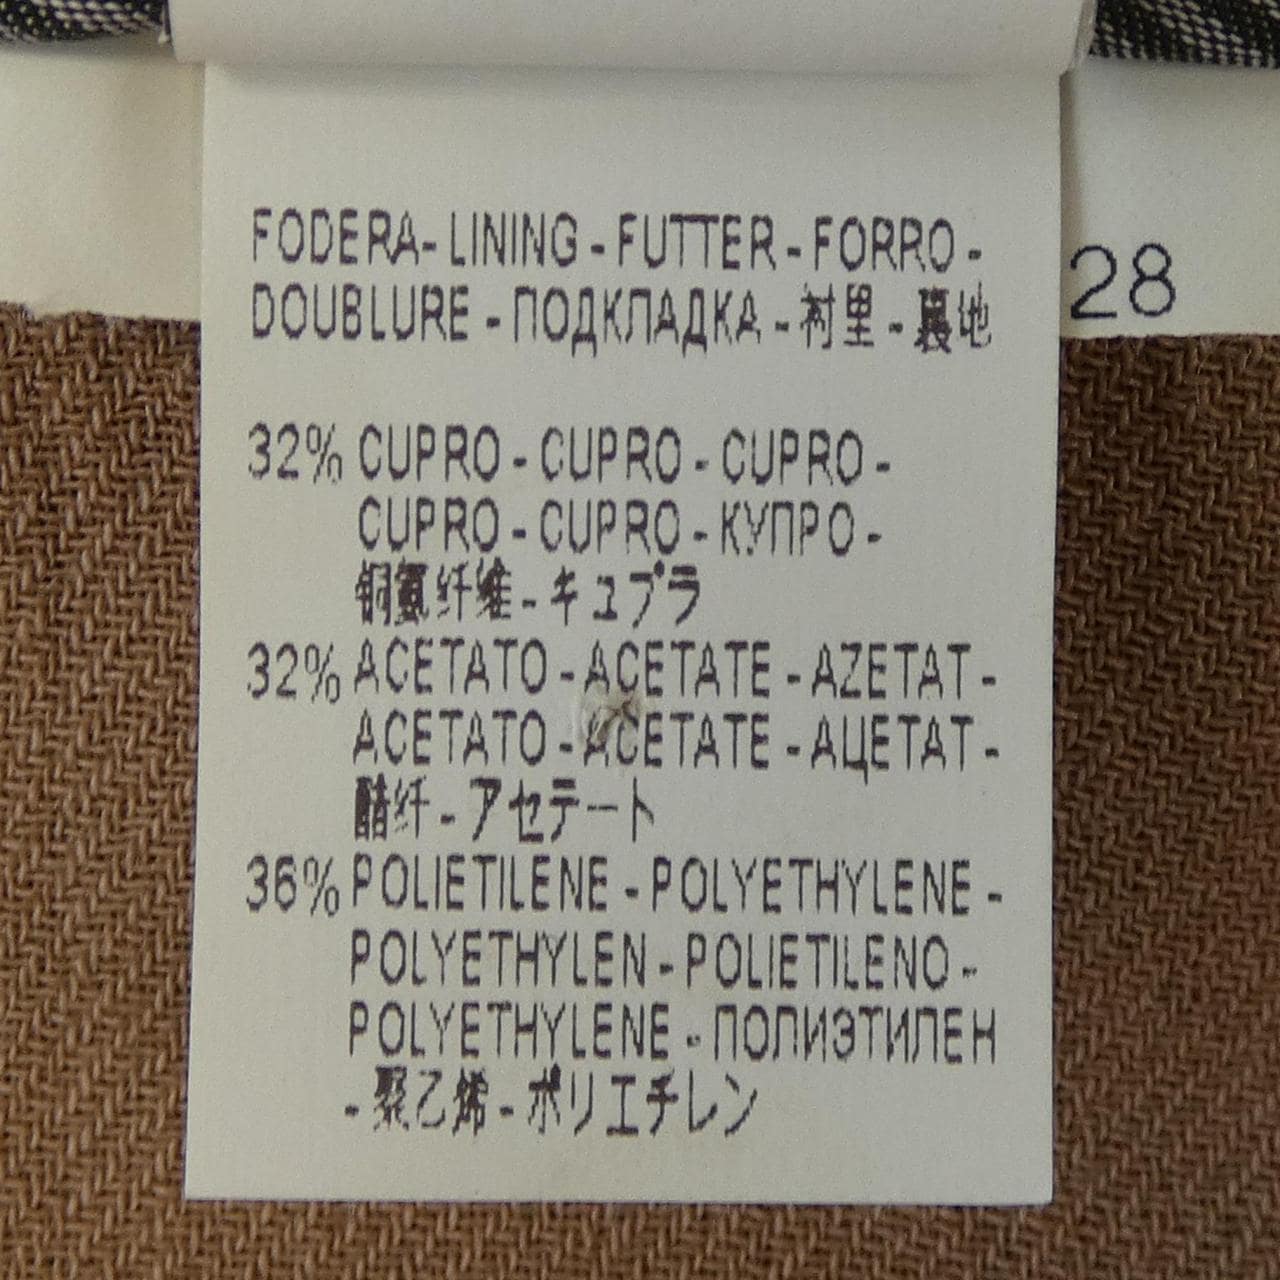 FODERA-LINING-FUTTER-FORRO-
DOUBLURE-ПОДКЛАДКА-衬里-裏地
28
32% CUPRO-CUPRO-CUPRO-
CUPRO-CUPRO-КУПРО-
铜氨纤维-キュプラ
32% ACETATO-ACETATE-AZETAT-
ACETATO-ACETATE-АЦЕТАТ-
醋纤-アセテート
36% POLIETILENE-POLYETHYLENE-
POLYETHYLEN-POLIETILENO-
POLYETHYLENE-ПОЛИЭТИЛЕН
-聚乙烯-ポリエチレン